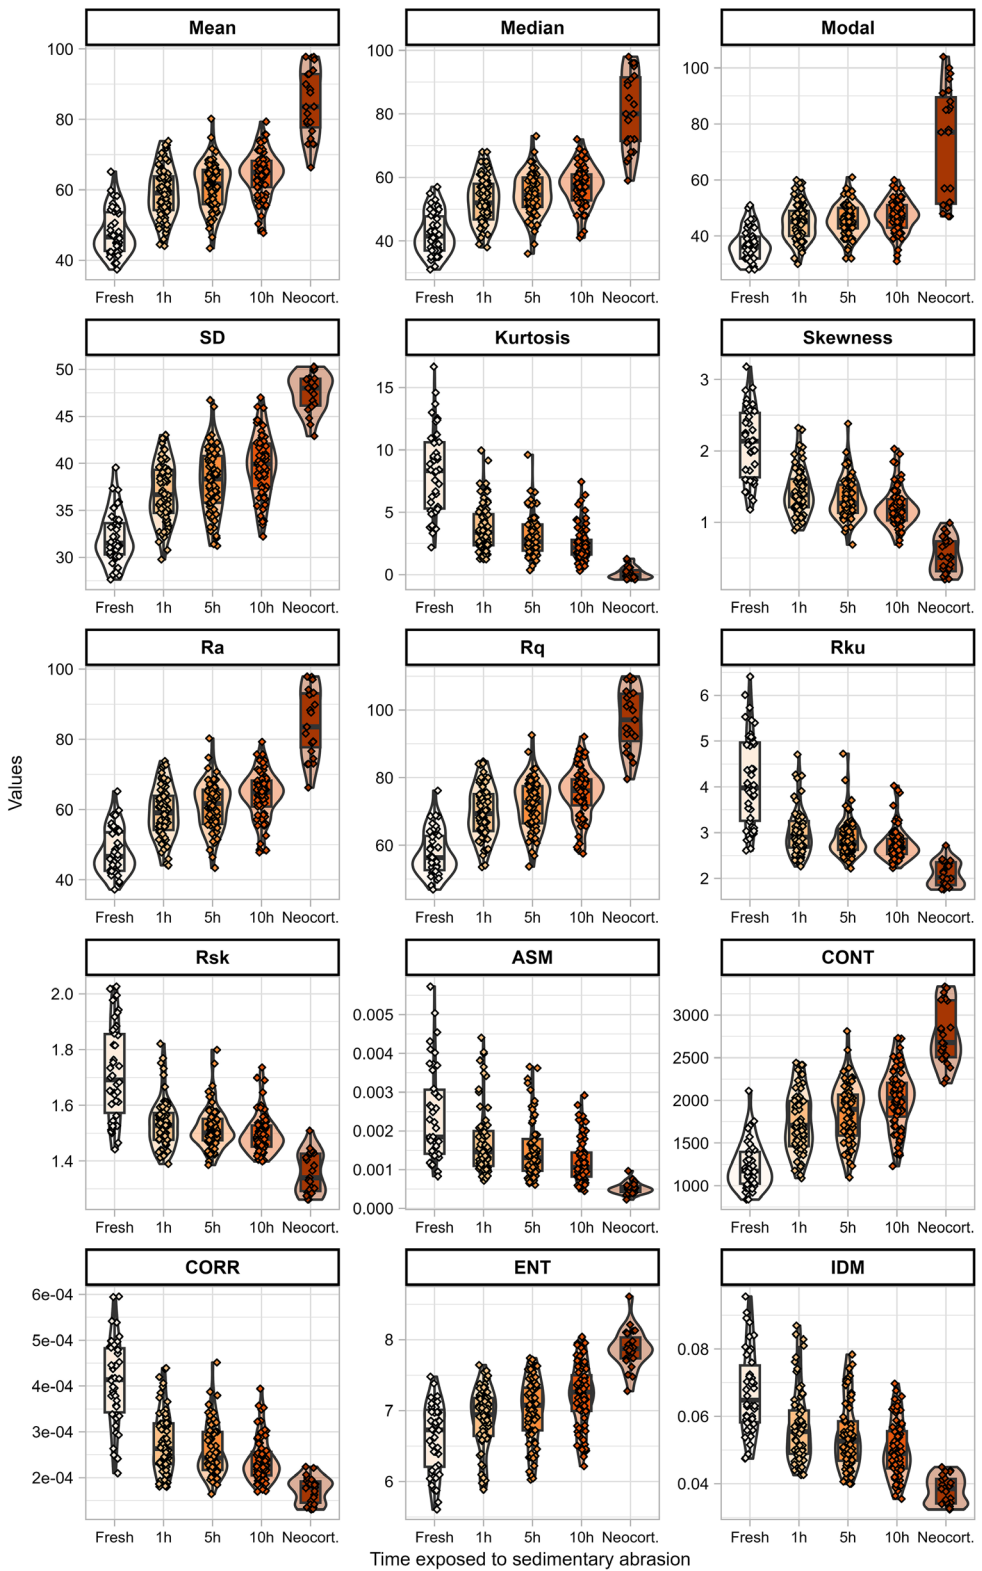 Mean Median Modal
100 80 60 40
100 80 60 40
100 80 60 40
Fresh 1h 5h 10h Neocort. Fresh 1h 5h 10h Neocort. Fresh 1h 5h 10h Neocort.
SD Kurtosis Skewness
50 45 40 35 30
15 10 5 0
3 2 1
Fresh 1h 5h 10h Neocort. Fresh 1h 5h 10h Neocort. Fresh 1h 5h 10h Neocort.
Values
Ra Rq Rku
100 80 60 40
100 80 60
6 5 4 3 2
Fresh 1h 5h 10h Neocort. Fresh 1h 5h 10h Neocort. Fresh 1h 5h 10h Neocort.
Rsk ASM CONT
2.0 1.8 1.6 1.4
0.005 0.004 0.003 0.002 0.001 0.000
3000 2500 2000 1500 1000
Fresh 1h 5h 10h Neocort. Fresh 1h 5h 10h Neocort. Fresh 1h 5h 10h Neocort.
CORR ENT IDM
6e-04 5e-04 4e-04 3e-04 2e-04
8 7 6
0.08 0.06 0.04
Fresh 1h 5h 10h Neocort. Fresh 1h 5h 10h Neocort. Fresh 1h 5h 10h Neocort.
Time exposed to sedimentary abrasion